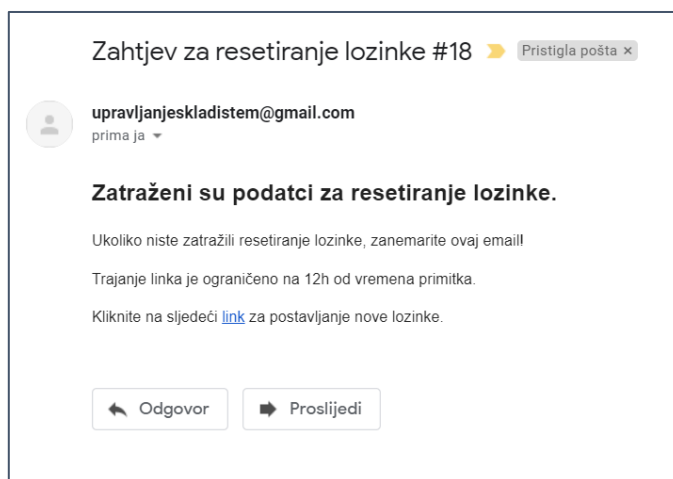 Zahtjev za resetiranje lozinke #18 Pristigla pošta ×
upravljanjeskladistem@gmail.com
prima ja
Zatraženi su podatci za resetiranje lozinke.
Ukoliko niste zatražili resetiranje lozinke, zanemarite ovaj email!
Trajanje linka je ograničeno na 12h od vremena primitka.
Kliknite na sljedeći link za postavljanje nove lozinke.
Odgovor Proslijedi